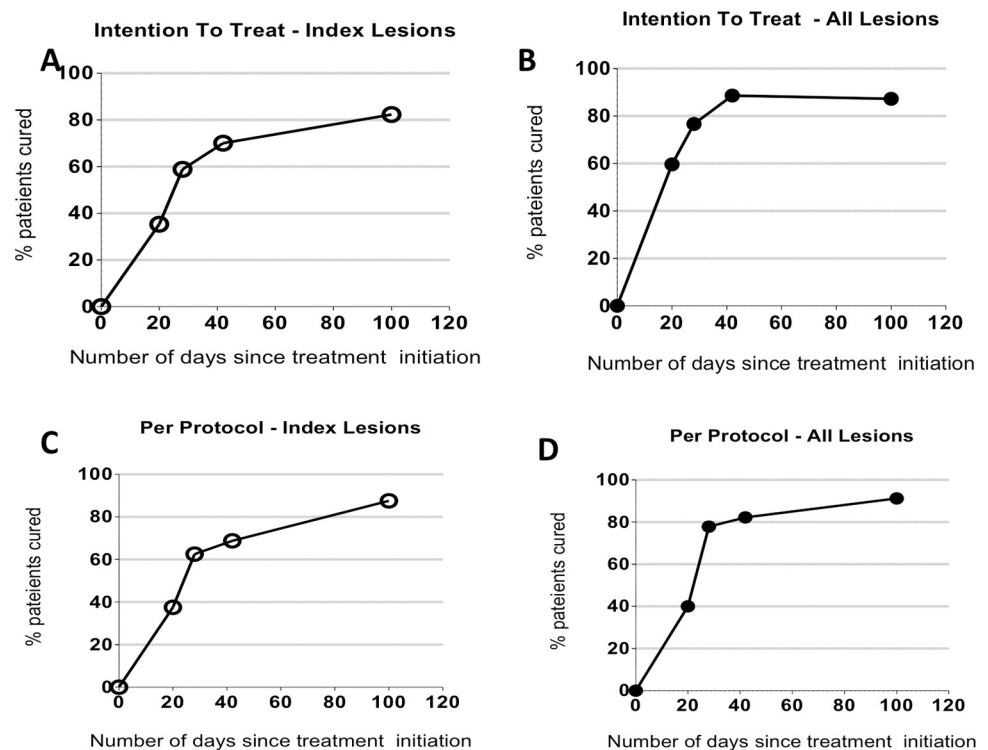 Intention To Treat - Index Lesions
A
100
80
60
40
20
0
0 20 40 60 80 100 120
% pateients cured
Number of days since treatment initiation
Intention To Treat - All Lesions
B
100
80
60
40
20
0
0 20 40 60 80 100 120
% pateients cured
Number of days since treatment initiation
Per Protocol - Index Lesions
C
100
80
60
40
20
0
0 20 40 60 80 100 120
% pateients cured
Number of days since treatment initiation
Per Protocol - All Lesions
D
100
80
60
40
20
0
0 20 40 60 80 100 120
% pateients cured
Number of days since treatment initiation